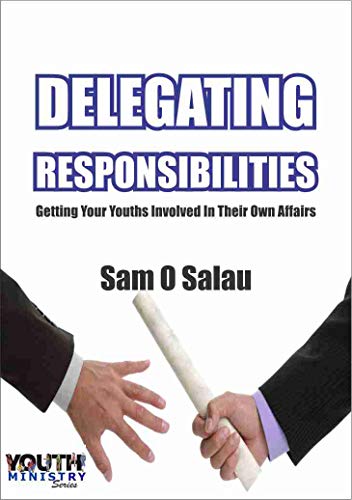 DELEGATING
RESPONSIBILITIES
Getting Your Youths Involved In Their Own Affairs
Sam O Salau
YOUTH
MINISTRY
Series